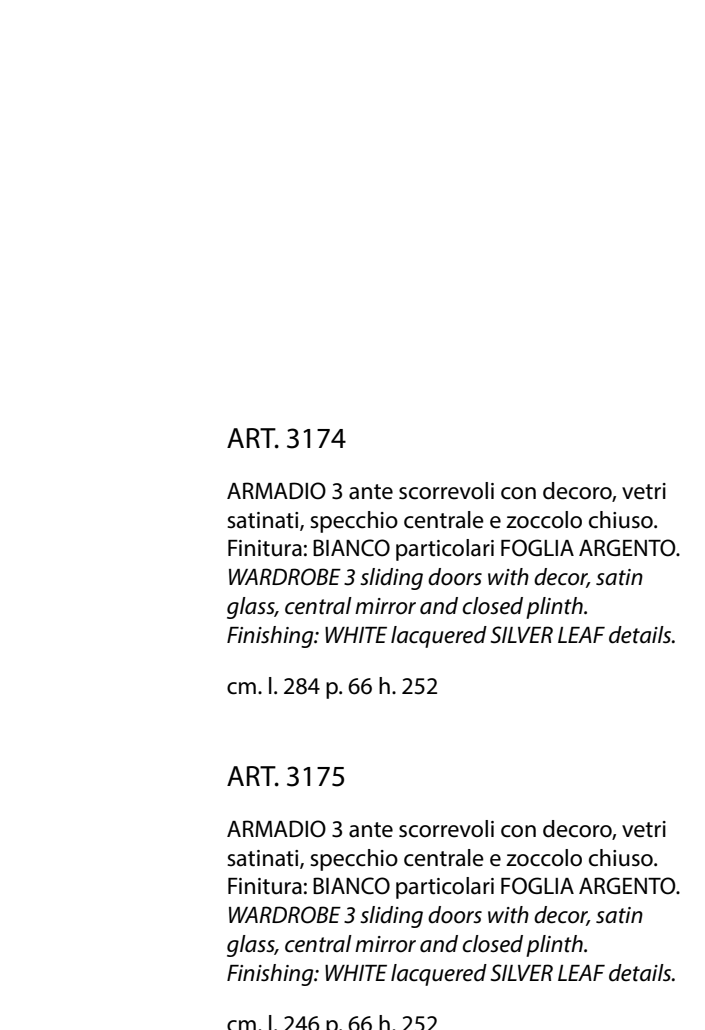 ART. 3174
ARMADIO 3 ante scorrevoli con decoro, vetri
satinati, specchio centrale e zoccolo chiuso.
Finitura: BIANCO particolari FOGLIA ARGENTO.
WARDROBE 3 sliding doors with decor, satin
glass, central mirror and closed plinth.
Finishing: WHITE lacquered SILVER LEAF details.
cm. l. 284 p. 66 h. 252
ART. 3175
ARMADIO 3 ante scorrevoli con decoro, vetri
satinati, specchio centrale e zoccolo chiuso.
Finitura: BIANCO particolari FOGLIA ARGENTO.
WARDROBE 3 sliding doors with decor, satin
glass, central mirror and closed plinth.
Finishing: WHITE lacquered SILVER LEAF details.
cm. l. 246 p. 66 h. 252